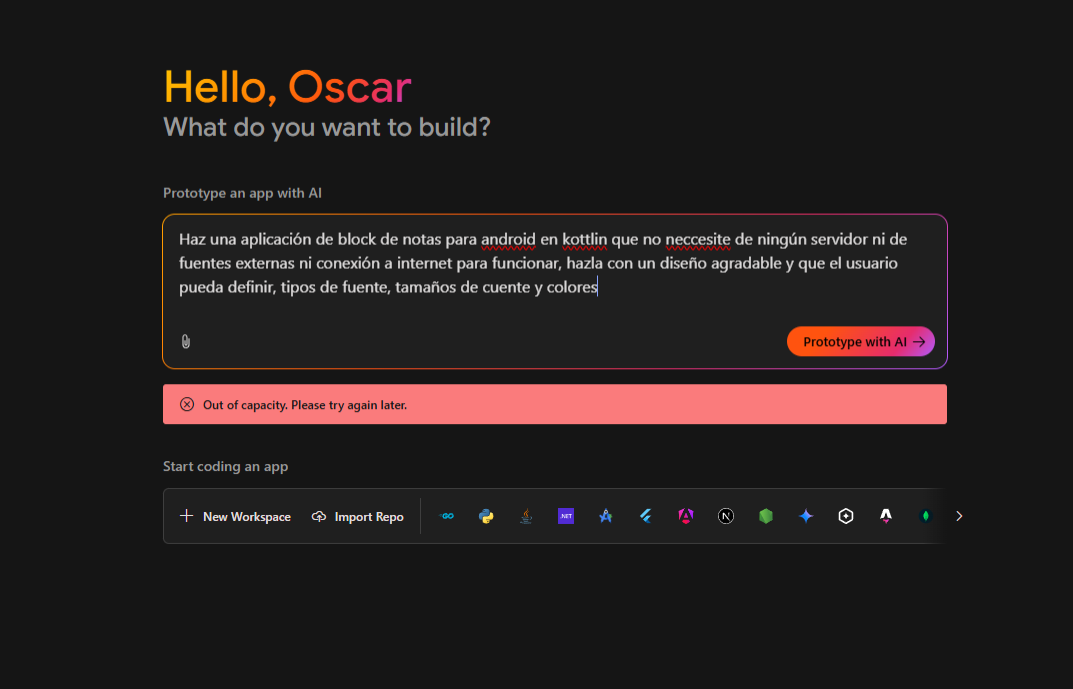 Hello, Oscar
What do you want to build?
Prototype an app with AI
Haz una aplicación de block de notas para android en kottlin que no neccesite de ningún servidor ni de
fuentes externas ni conexión a internet para funcionar, hazla con un diseño agradable y que el usuario
pueda definir, tipos de fuente, tamaños de cuente y colores
Prototype with AI
Out of capacity. Please try again later.
Start coding an app
New Workspace
Import Repo
GO
.NET
N